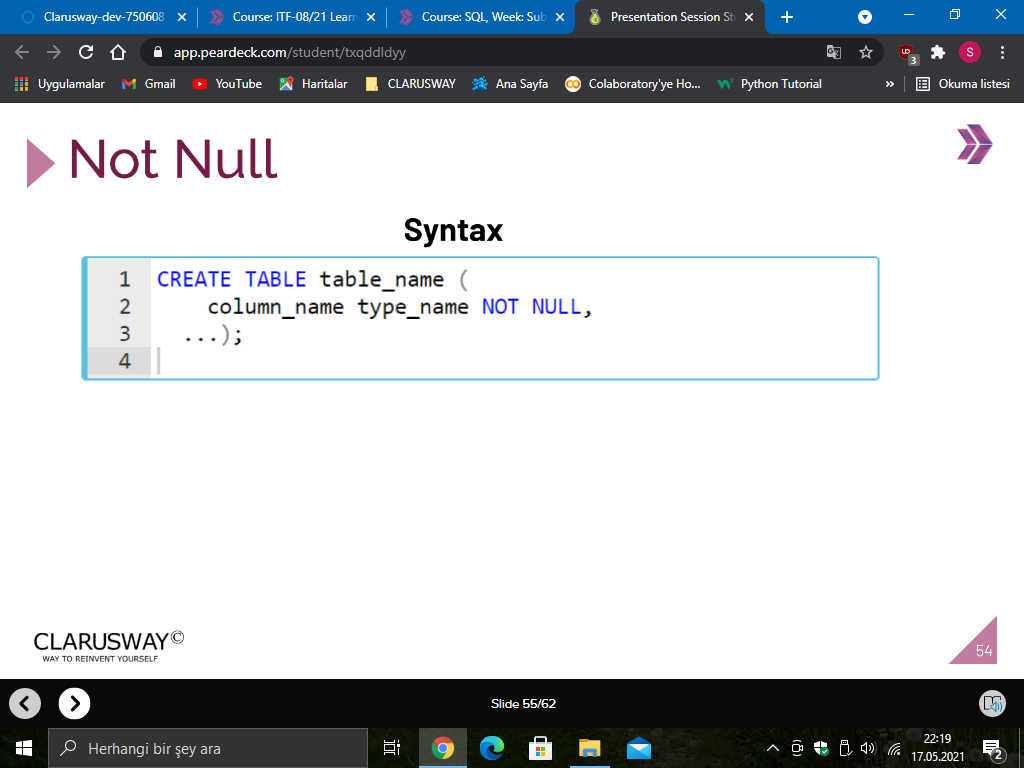 Clarusway-dev-750608
Course: ITF-08/21 Learn
Course: SQL, Week: Sub
Presentation Session St
app.peardeck.com/student/txqddldyy
3
S
Uygulamalar
Gmail
YouTube
Haritalar
CLARUSWAY
Ana Sayfa
Colaboratory'ye Ho...
Python Tutorial
»
Okuma listesi
Not Null
Syntax
1 CREATE TABLE table_name (
2 column_name type_name NOT NULL,
3 ...);
4
CLARUSWAY©
WAY TO REINVENT YOURSELF
54
Slide 55/62
Herhangi bir şey ara
22:19
17.05.2021
2